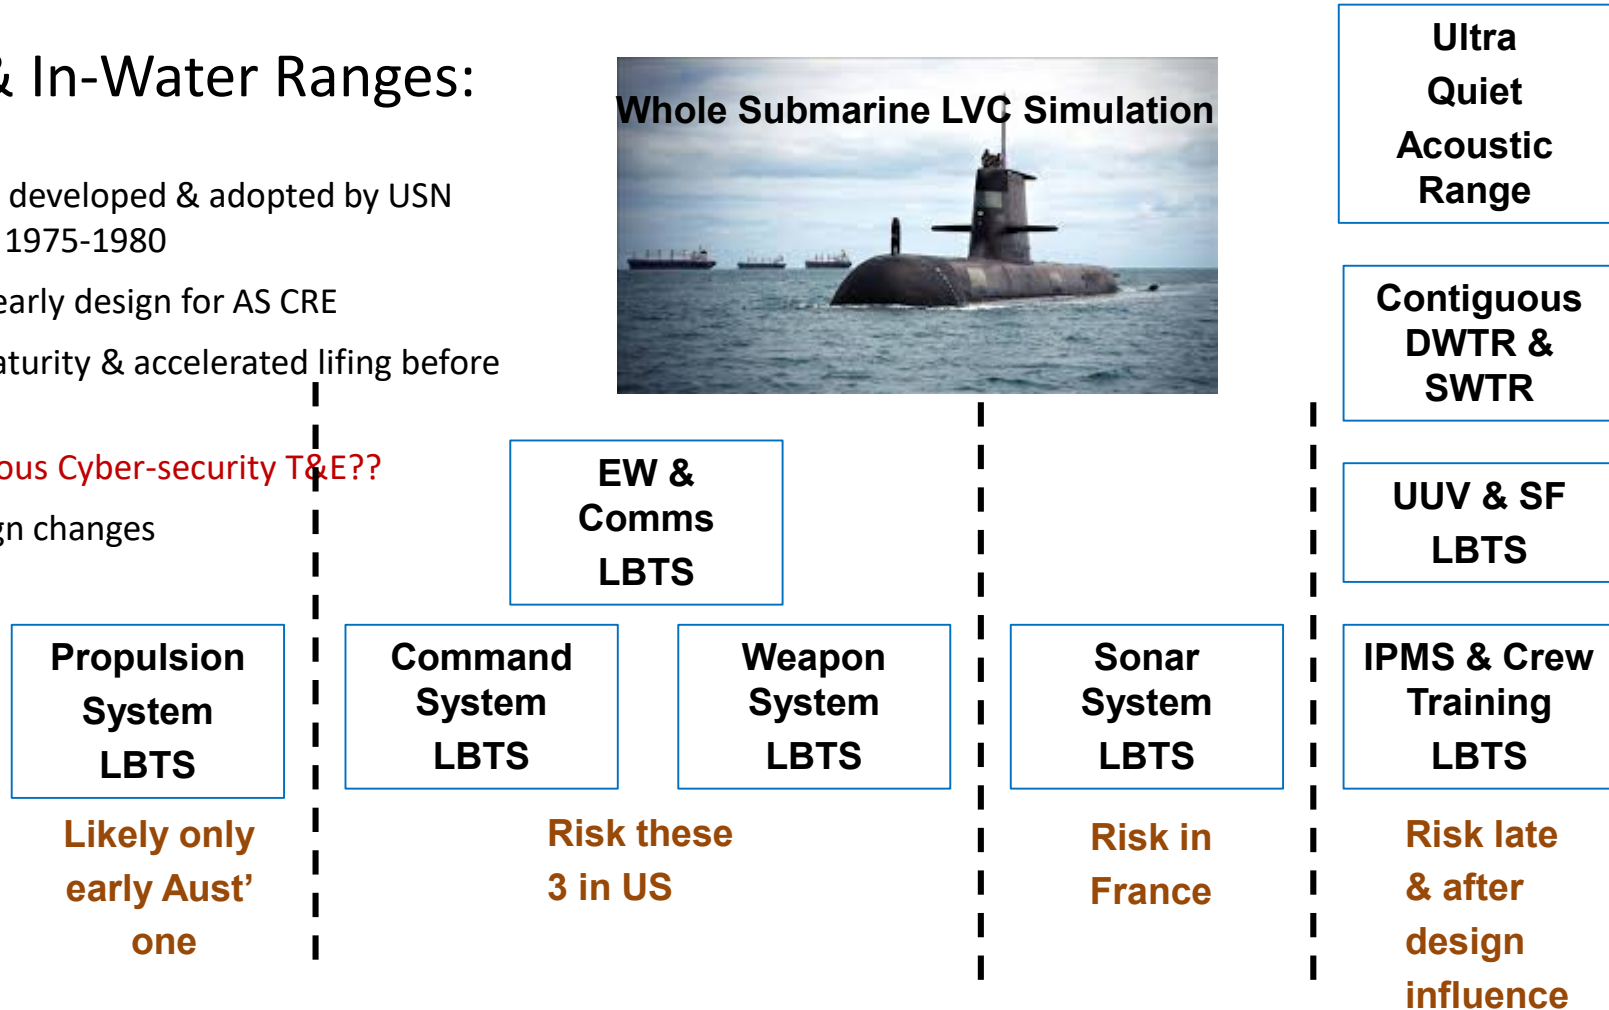 & In-Water Ranges:
developed & adopted by USN
1975-1980
early design for AS CRE
aturity & accelerated lifing before
ous Cyber-security T&E??
gn changes
Whole Submarine LVC Simulation
Ultra
Quiet
Acoustic
Range
Contiguous
DWTR &
SWTR
UUV & SF
LBTS
EW &
Comms
LBTS
Propulsion
System
LBTS
Command
System
LBTS
Weapon
System
LBTS
Sonar
System
LBTS
IPMS & Crew
Training
LBTS
Likely only
early Aust’
one
Risk these
3 in US
Risk in
France
Risk late
& after
design
influence